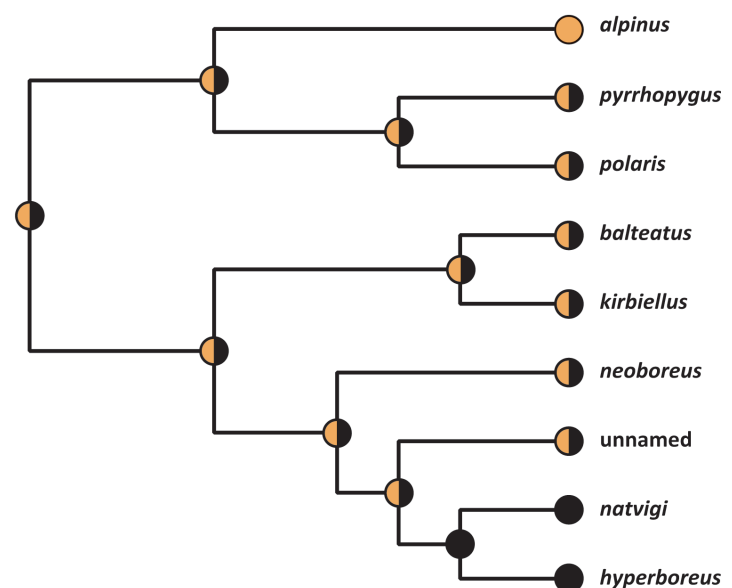 alpinus
pyrrhopygus
polaris
balteatus
kirbiellus
neoboreus
unnamed
natvigi
hyperboreus